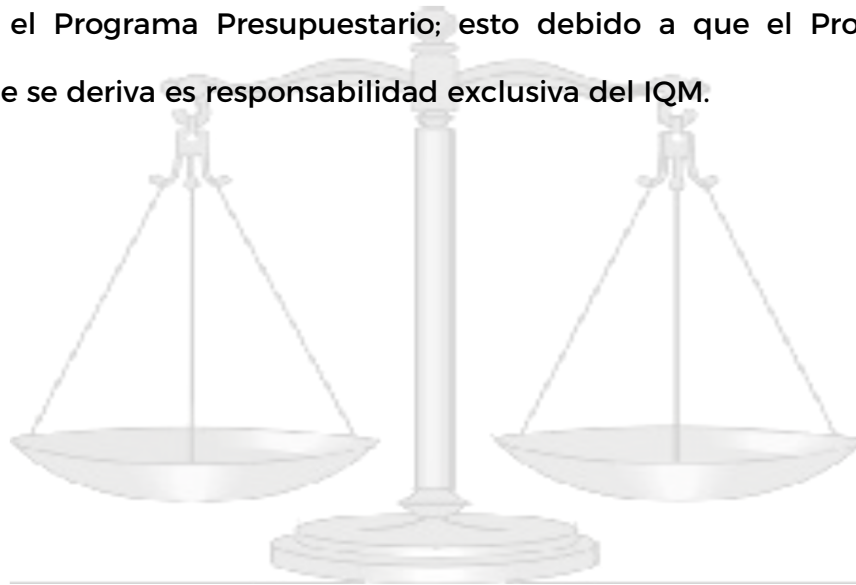 el Programa Presupuestario; esto debido a que el Pro
e se deriva es responsabilidad exclusiva del IQM.